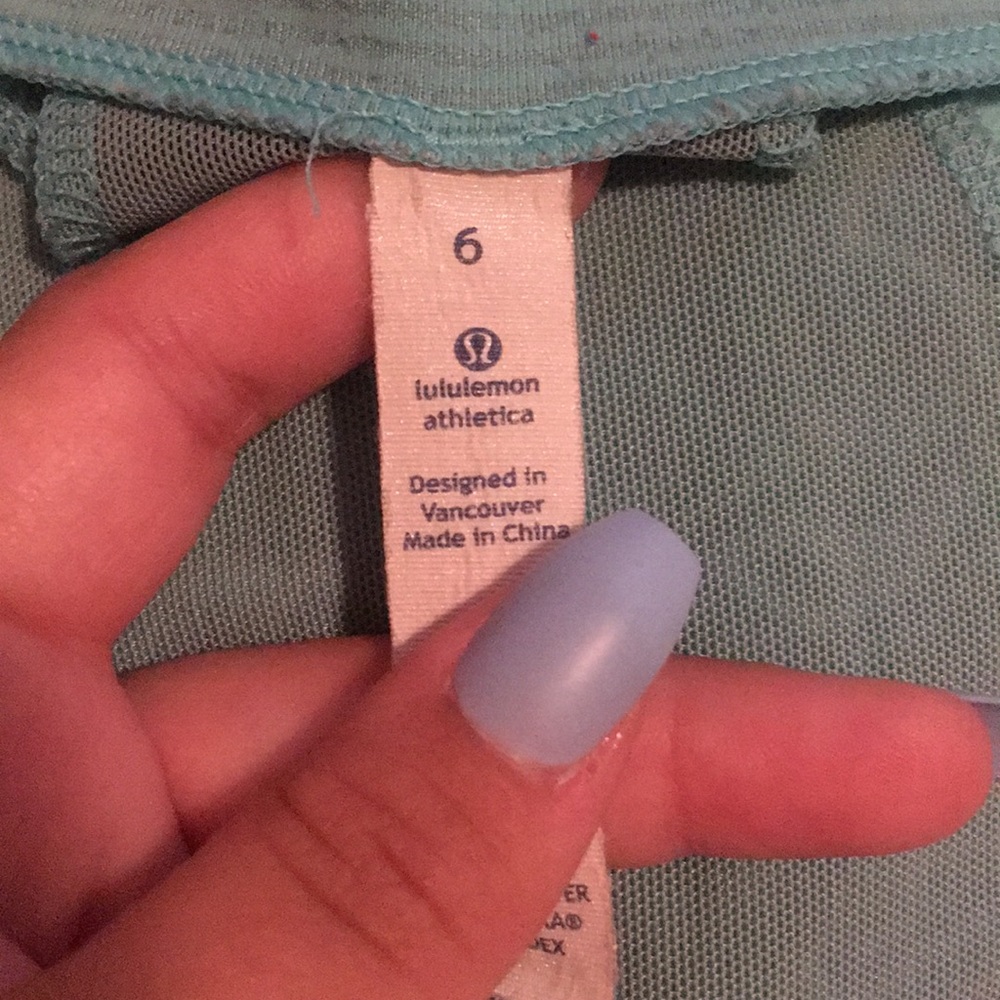 6
lululemon
athletica
Designed in
Vancouver
Made in China